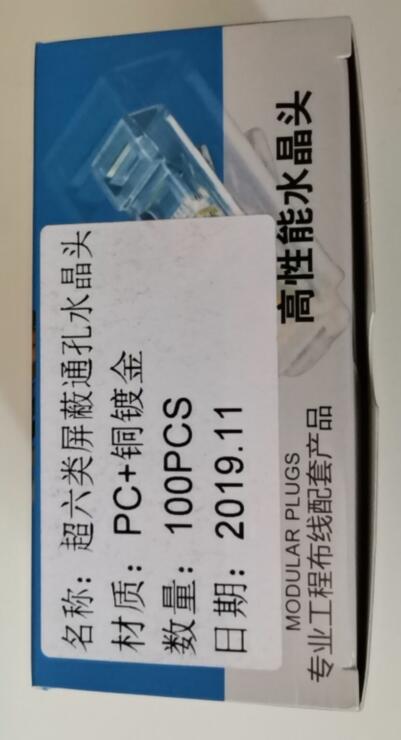 名称：超六类屏蔽通孔水晶头
材质：PC+铜镀金
数量：100PCS
日期：2019.11
高性能水晶头
MODULAR PLUGS
专业工程布线配套产品